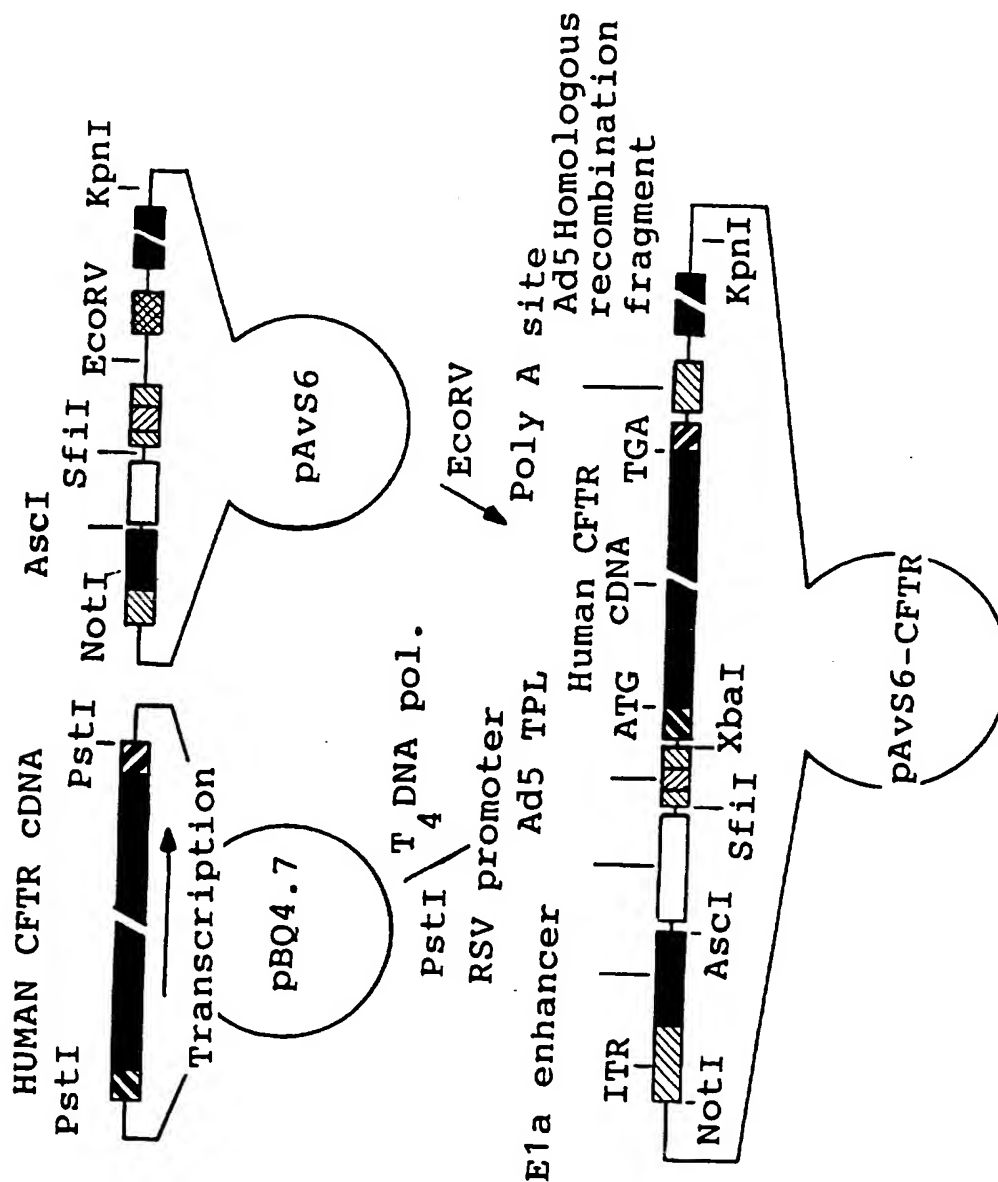 HUMAN CFTR cDNA
PstI
PstI
Transcription
pBQ4.7
NotI
AscI
SfiI
EcoRV
KpnI
pAvS6
PstI
T4 DNA pol.
EcoRV
E1a enhancer
RSV promoter
Ad5 TPL
Poly A site
Ad5 Homologous
recombination
fragment
ITR
ATG
Human CFTR
cDNA
TGA
NotI
AscI
SfiI
XbaI
KpnI
pAvS6-CFTR